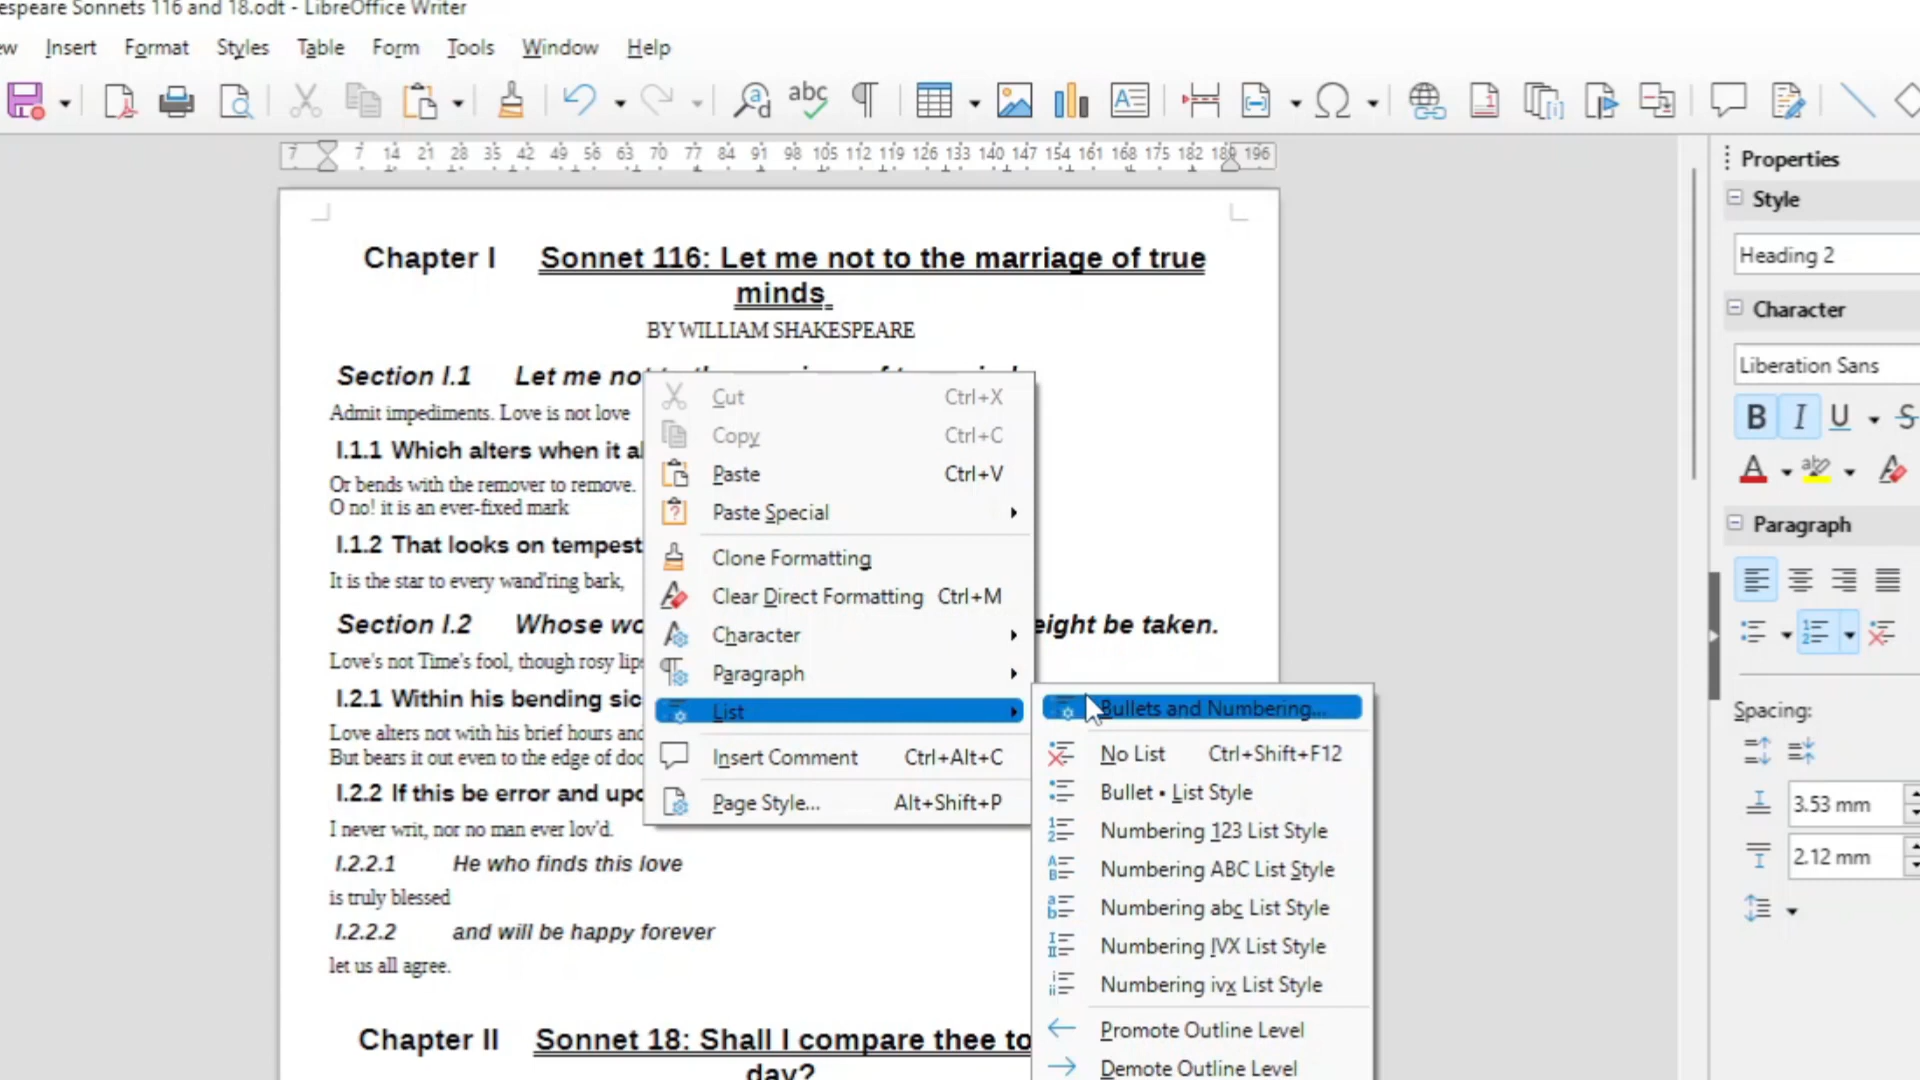 espeare Sonnets 116 and 18.odt - LibreOffice Writer
ew Insert Format Styles Table Form Tools Window Help
7 7 14 21 28 35 42 49 56 63 70 77 84 91 98 105 112 119 126 133 140 147 154 161 168 175 182 189 196
Chapter I Sonnet 116: Let me not to the marriage of true
minds
BY WILLIAM SHAKESPEARE
Section I.1 Let me not to the marriage of true minds
Admit impediments. Love is not love
I.1.1 Which alters when it al
Or bends with the remover to remove.
O no! it is an ever-fixed mark
I.1.2 That looks on tempest
It is the star to every wand'ring bark,
Section I.2 Whose wo eight be taken.
Love's not Time's fool, though rosy lips
I.2.1 Within his bending sic
Love alters not with his brief hours and
But bears it out even to the edge of doo
I.2.2 If this be error and upo
I never writ, nor no man ever lov'd.
I.2.2.1 He who finds this love
is truly blessed
I.2.2.2 and will be happy forever
let us all agree.
Chapter II Sonnet 18: Shall I compare thee to
day?
Cut Ctrl+X
Copy Ctrl+C
Paste Ctrl+V
Paste Special
Clone Formatting
Clear Direct Formatting Ctrl+M
Character
Paragraph
List
Insert Comment Ctrl+Alt+C
Page Style... Alt+Shift+P
Bullets and Numbering...
No List Ctrl+Shift+F12
Bullet • List Style
Numbering 123 List Style
Numbering ABC List Style
Numbering abc List Style
Numbering IVX List Style
Numbering ivx List Style
Promote Outline Level
Demote Outline Level
Properties
Style
Heading 2
Character
Liberation Sans
B I U S
Paragraph
Spacing:
3.53 mm
2.12 mm